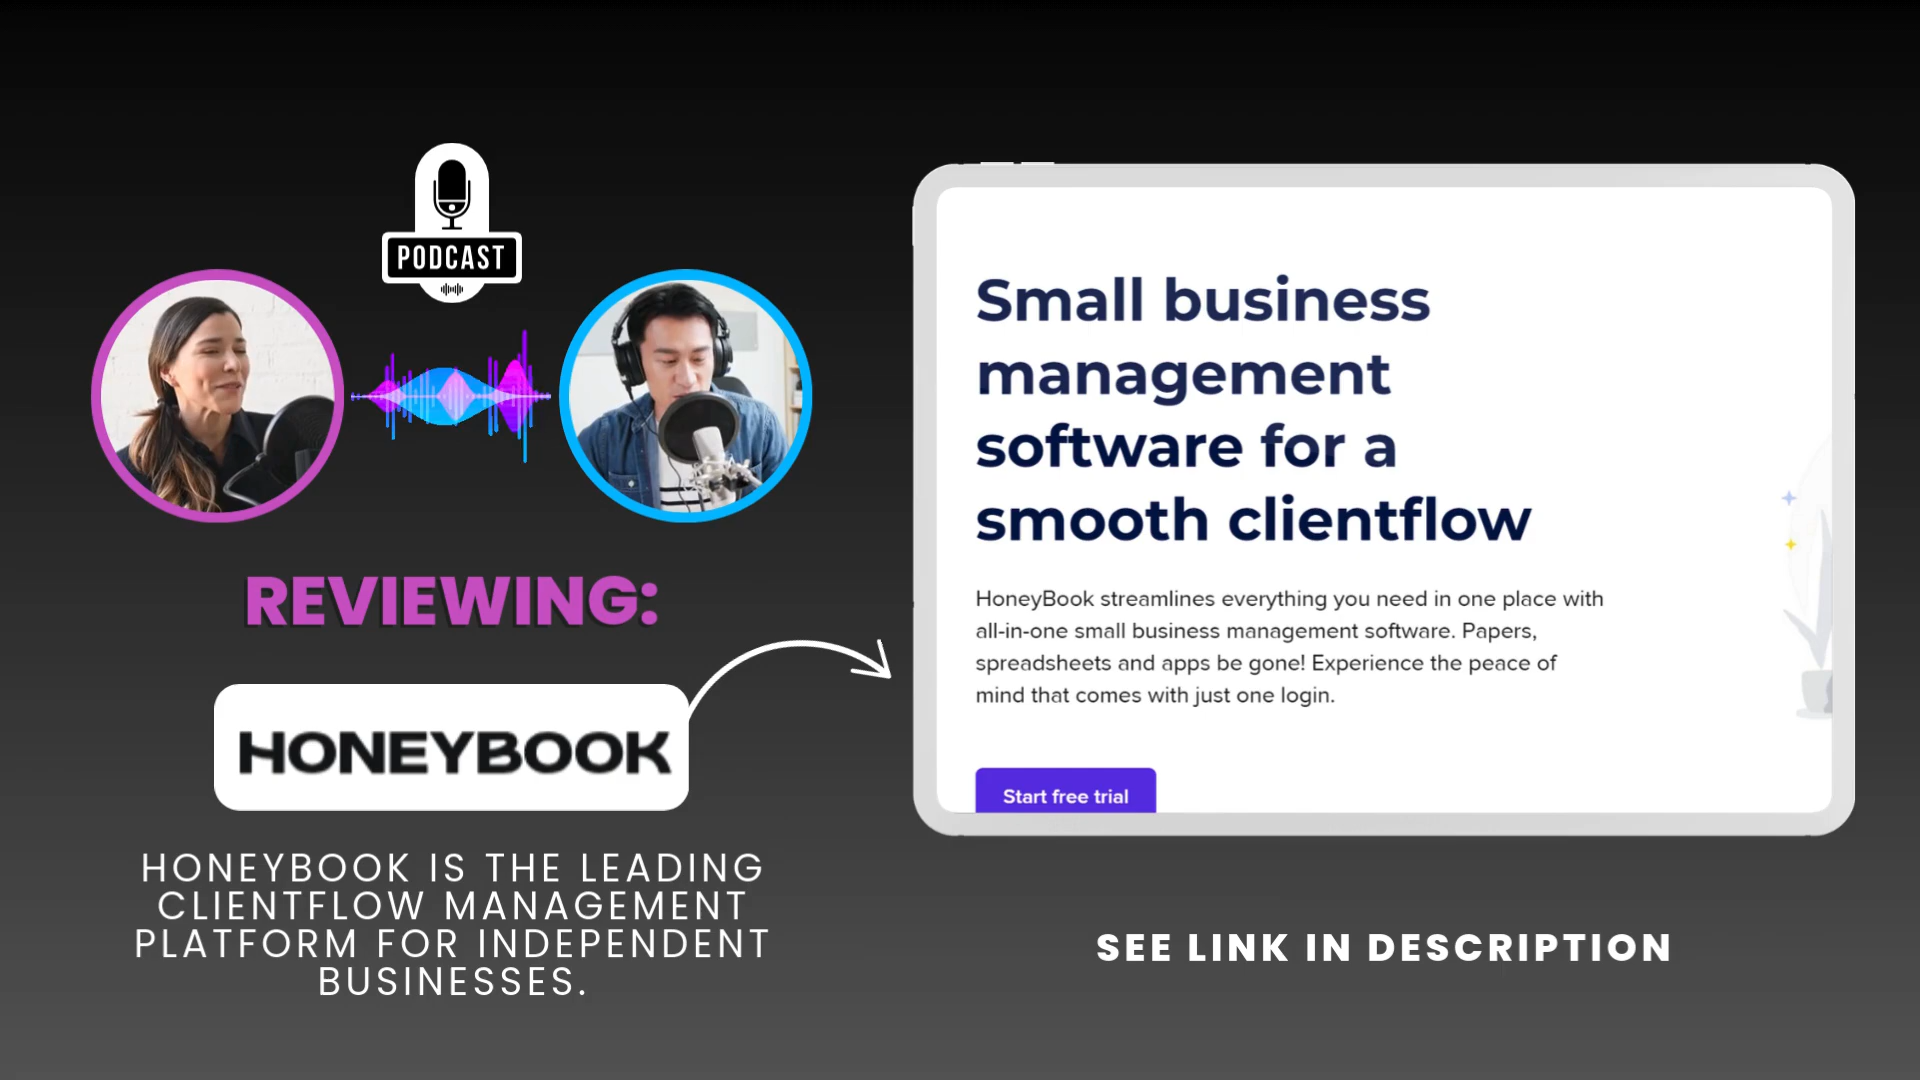 PODCAST
REVIEWING:
HONEYBOOK
HONEYBOOK IS THE LEADING
CLIENTFLOW MANAGEMENT
PLATFORM FOR INDEPENDENT
BUSINESSES.
Small business
management
software for a
smooth clientflow
HoneyBook streamlines everything you need in one place with
all-in-one small business management software. Papers,
spreadsheets and apps be gone! Experience the peace of
mind that comes with just one login.
Start free trial
SEE LINK IN DESCRIPTION